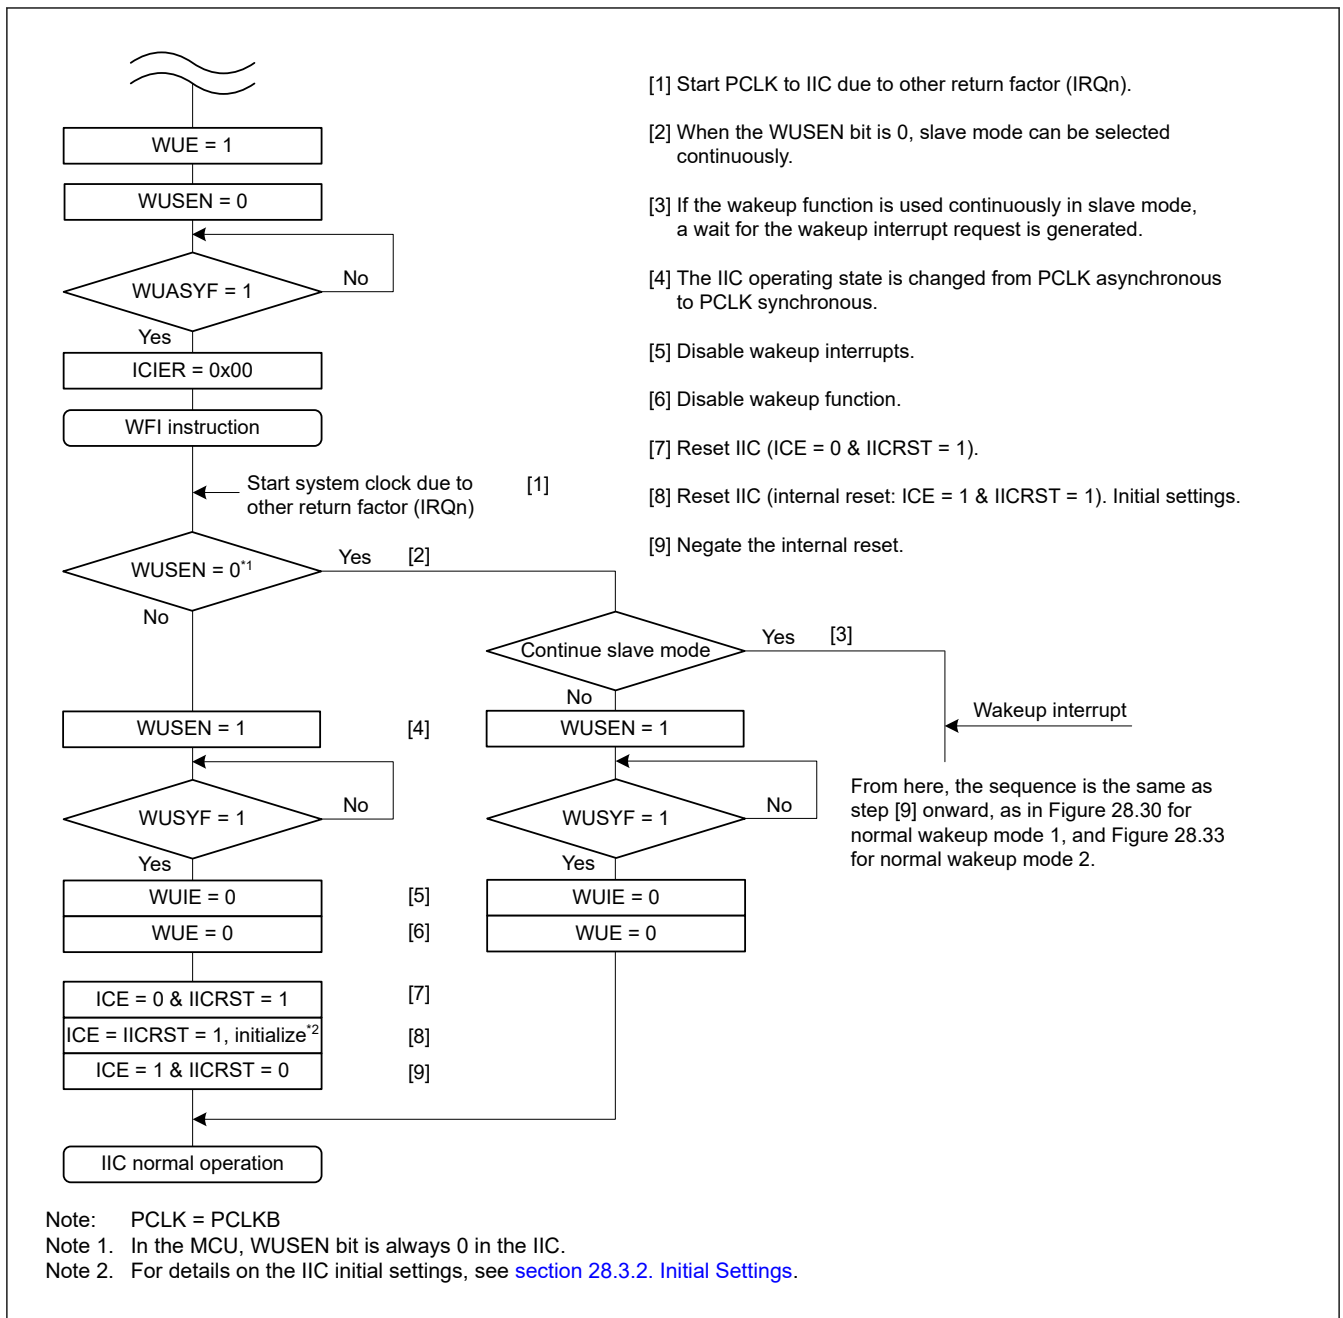 WUE = 1
WUSEN = 0
WUASYF = 1
No
Yes
ICIER = 0x00
WFI instruction
Start system clock due to
other return factor (IRQn)
[1]
WUSEN = 0*1
Yes
[2]
No
Continue slave mode
Yes
[3]
No
Wakeup interrupt
From here, the sequence is the same as
step [9] onward, as in Figure 28.30 for
normal wakeup mode 1, and Figure 28.33
for normal wakeup mode 2.
WUSEN = 1
[4]
WUSYF = 1
No
Yes
WUIE = 0
[5]
WUE = 0
[6]
ICE = 0 & IICRST = 1
[7]
ICE = IICRST = 1, initialize*2
[8]
ICE = 1 & IICRST = 0
[9]
WUSEN = 1
WUSYF = 1
No
Yes
WUIE = 0
WUE = 0
IIC normal operation
[1] Start PCLK to IIC due to other return factor (IRQn).
[2] When the WUSEN bit is 0, slave mode can be selected
continuously.
[3] If the wakeup function is used continuously in slave mode,
a wait for the wakeup interrupt request is generated.
[4] The IIC operating state is changed from PCLK asynchronous
to PCLK synchronous.
[5] Disable wakeup interrupts.
[6] Disable wakeup function.
[7] Reset IIC (ICE = 0 & IICRST = 1).
[8] Reset IIC (internal reset: ICE = 1 & IICRST = 1). Initial settings.
[9] Negate the internal reset.
Note: PCLK = PCLKB
Note 1. In the MCU, WUSEN bit is always 0 in the IIC.
Note 2. For details on the IIC initial settings, see section 28.3.2. Initial Settings.